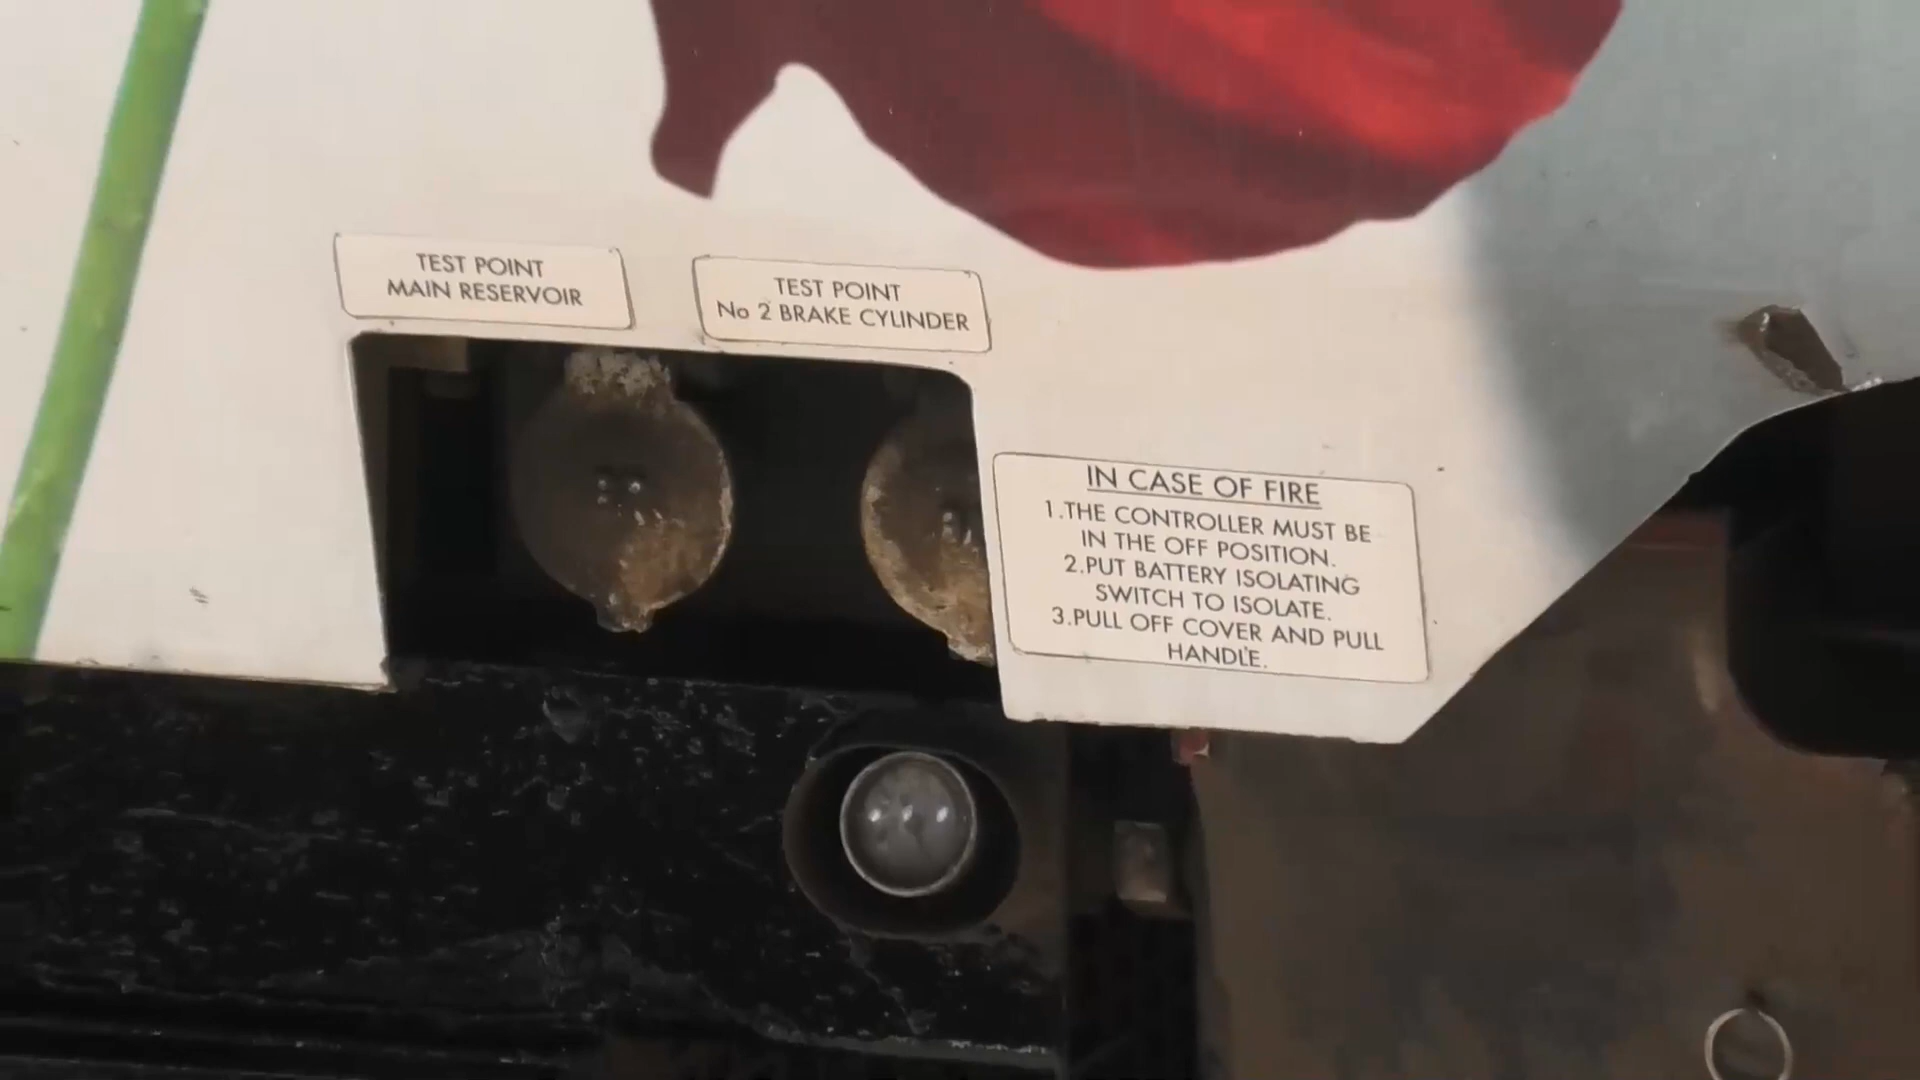 TEST POINT
MAIN RESERVOIR
TEST POINT
No 2 BRAKE CYLINDER
IN CASE OF FIRE
1.THE CONTROLLER MUST BE
IN THE OFF POSITION.
2.PUT BATTERY ISOLATING
SWITCH TO ISOLATE.
3.PULL OFF COVER AND PULL
HANDLE.